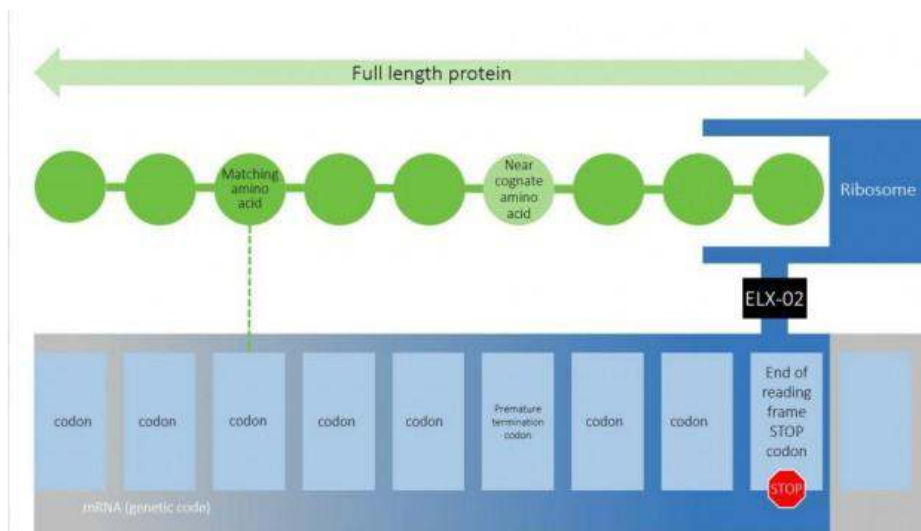 Full length protein
Matching
amino
acid
Near
cognate
amino
acid
Ribosome
ELX-02
codon
codon
codon
codon
codon
Premature
termination
codon
codon
codon
End of
reading
frame
STOP
codon
STOP
mRNA (genetic code)